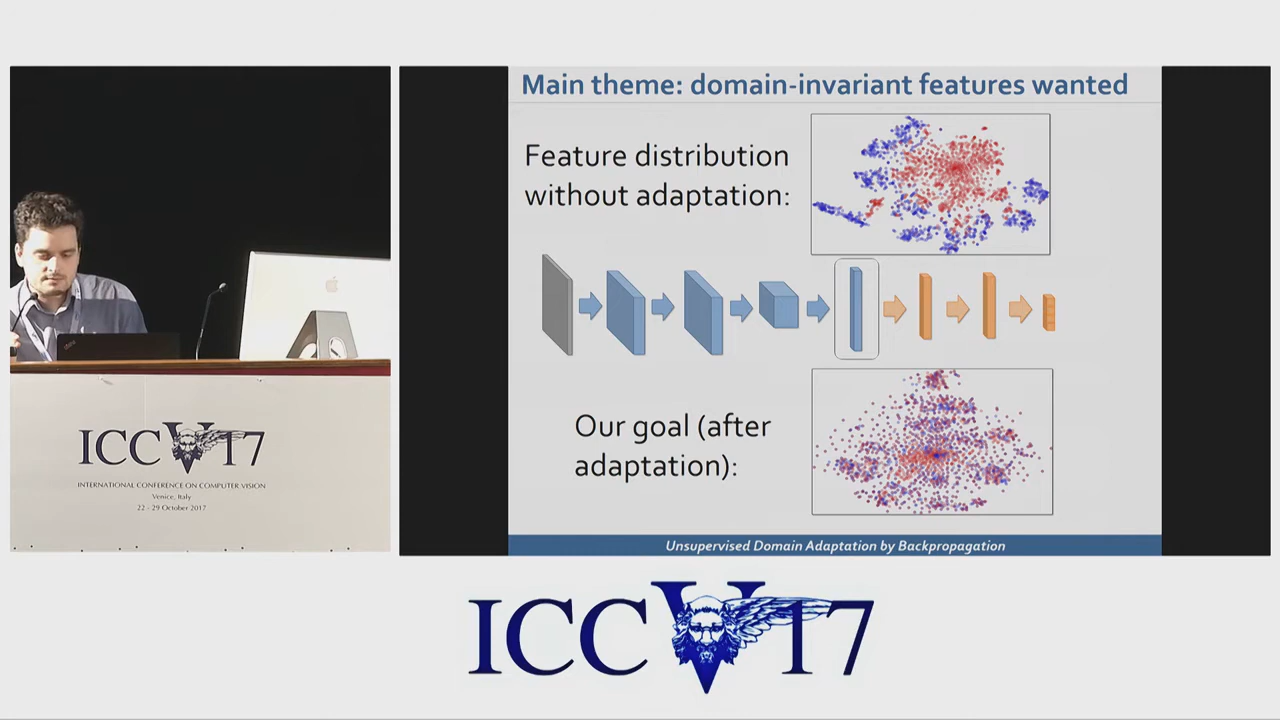 Main theme: domain-invariant features wanted
Feature distribution
without adaptation:
Our goal (after
adaptation):
Unsupervised Domain Adaptation by Backpropagation
ICCV17
INTERNATIONAL CONFERENCE ON COMPUTER VISION
Venice, Italy
22 - 29 October 2017
ICCV17